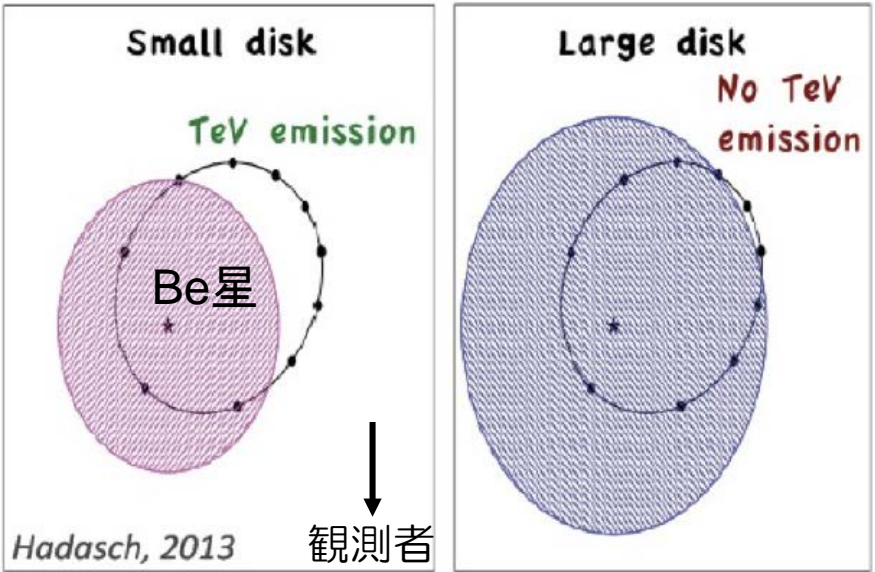 Small disk
TeV emission
Be星
Hadasch, 2013
観測者
Large disk
No TeV
emission